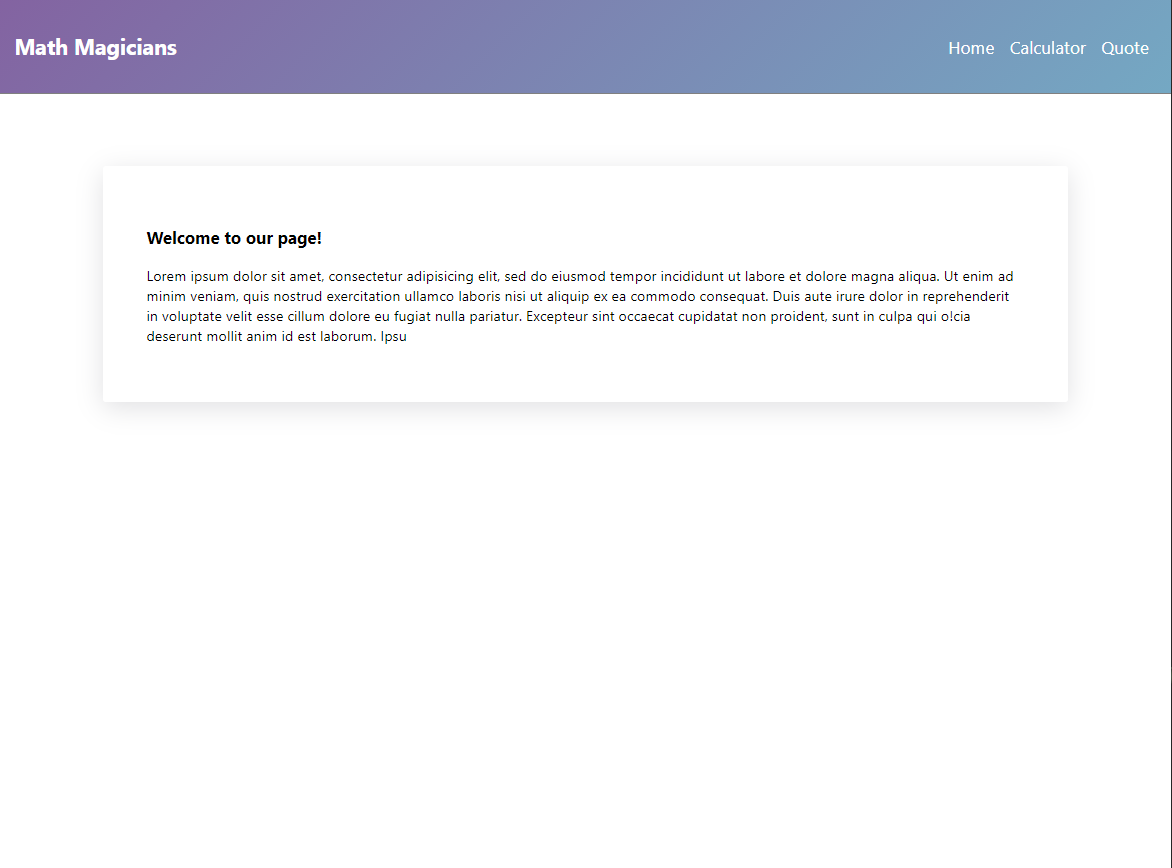 Math Magicians
Home Calculator Quote
Welcome to our page!
Lorem ipsum dolor sit amet, consectetur adipisicing elit, sed do eiusmod tempor incididunt ut labore et dolore magna aliqua. Ut enim ad
minim veniam, quis nostrud exercitation ullamco laboris nisi ut aliquip ex ea commodo consequat. Duis aute irure dolor in reprehenderit
in voluptate velit esse cillum dolore eu fugiat nulla pariatur. Excepteur sint occaecat cupidatat non proident, sunt in culpa qui o!cia
deserunt mollit anim id est laborum. Ipsu